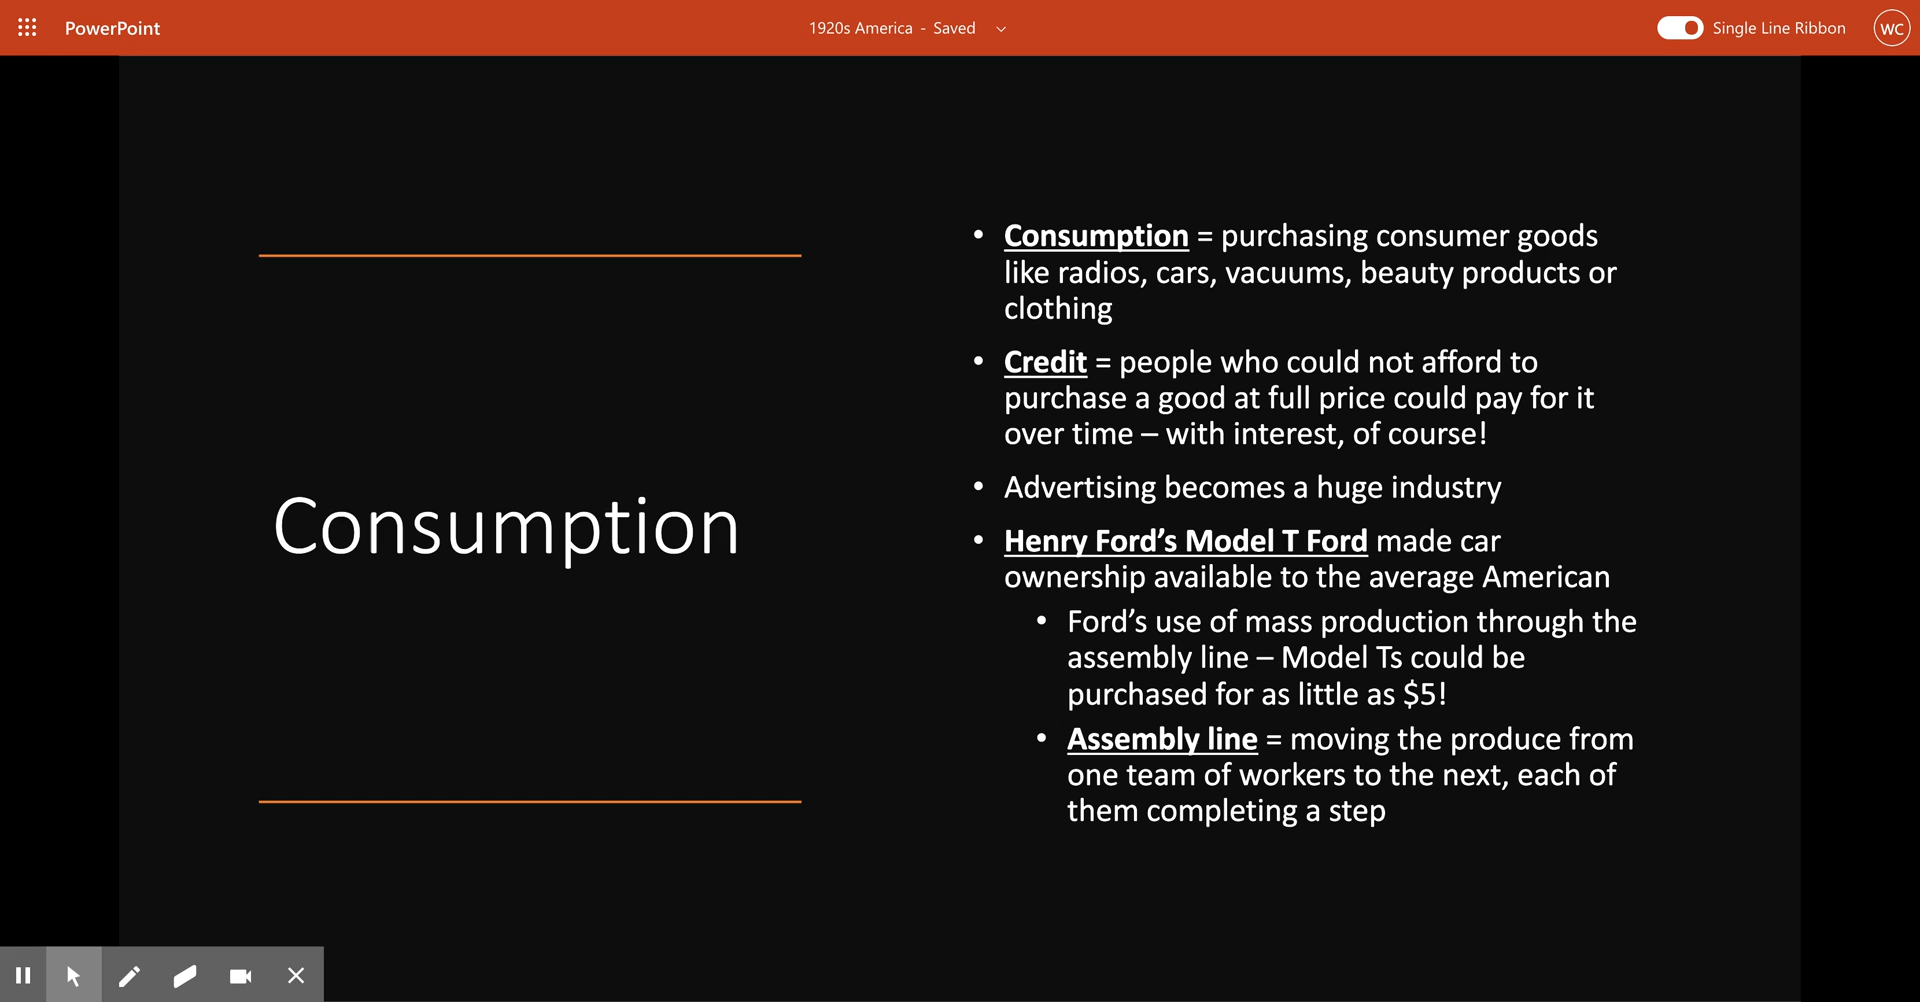 PowerPoint
1920s America - Saved
Single Line Ribbon
WC
Consumption
• Consumption = purchasing consumer goods
like radios, cars, vacuums, beauty products or
clothing
• Credit = people who could not afford to
purchase a good at full price could pay for it
over time – with interest, of course!
• Advertising becomes a huge industry
• Henry Ford’s Model T Ford made car
ownership available to the average American
• Ford’s use of mass production through the
assembly line – Model Ts could be
purchased for as little as $5!
• Assembly line = moving the produce from
one team of workers to the next, each of
them completing a step